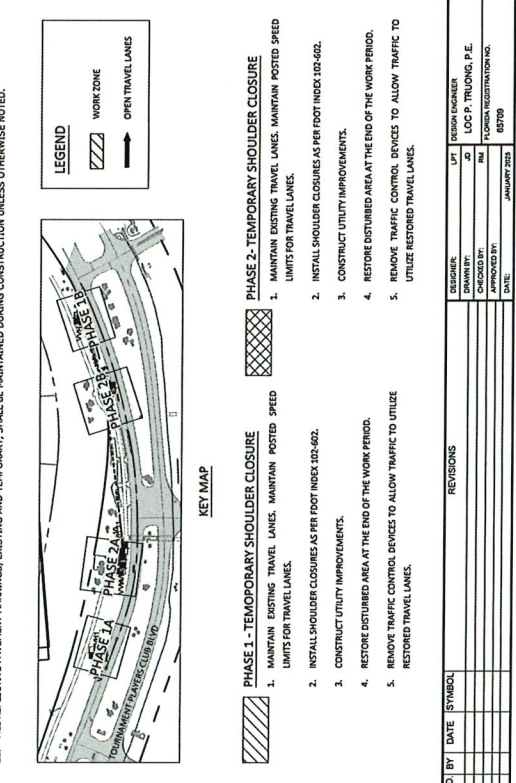 PAVEMENT MARKINGS, EXISTING AND TEMPORARY, SHALL BE MAINTAINED DURING CONSTRUCTION UNLESS OTHERWISE NOTED.
LEGEND
WORK ZONE
OPEN TRAVEL LANES
PHASE 1A
PHASE 2A
PHASE 2B
PHASE 1B
TOURNAMENT PLAYERS CLUB BLVD
KEY MAP
PHASE 1 - TEMOPORARY SHOULDER CLOSURE
1. MAINTAIN EXISTING TRAVEL LANES. MAINTAIN POSTED SPEED
LIMITS FOR TRAVEL LANES.
2. INSTALL SHOULDER CLOSURES AS PER FDOT INDEX 102-602.
3. CONSTRUCT UTILITY IMPROVEMENTS.
4. RESTORE DISTURBED AREA AT THE END OF THE WORK PERIOD.
5. REMOVE TRAFFIC CONTROL DEVICES TO ALLOW TRAFFIC TO UTILIZE
RESTORED TRAVEL LANES.
PHASE 2- TEMPORARY SHOULDER CLOSURE
1. MAINTAIN EXISTING TRAVEL LANES. MAINTAIN POSTED SPEED
LIMITS FOR TRAVEL LANES.
2. INSTALL SHOULDER CLOSURES AS PER FDOT INDEX 102-602.
3. CONSTRUCT UTILITY IMPROVEMENTS.
4. RESTORE DISTURBED AREA AT THE END OF THE WORK PERIOD.
5. REMOVE TRAFFIC CONTROL DEVICES TO ALLOW TRAFFIC TO
UTILIZE RESTORED TRAVEL LANES.
BY DATE SYMBOL
REVISIONS
DESIGNER: LPT
DRAWN BY: JD
CHECKED BY: RM
APPROVED BY:
DATE: JANUARY 2025
DESIGN ENGINEER
LOC P. TRUONG, P.E.
FLORIDA REGISTRATION NO.
65709